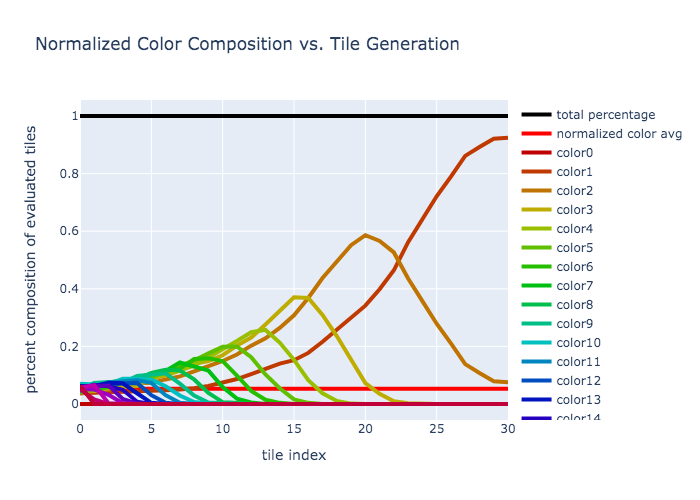 Normalized Color Composition vs. Tile Generation
percent composition of evaluated tiles
1
0.8
0.6
0.4
0.2
0
0 5 10 15 20 25 30
tile index
total percentage
normalized color avg
color0
color1
color2
color3
color4
color5
color6
color7
color8
color9
color10
color11
color12
color13
color14